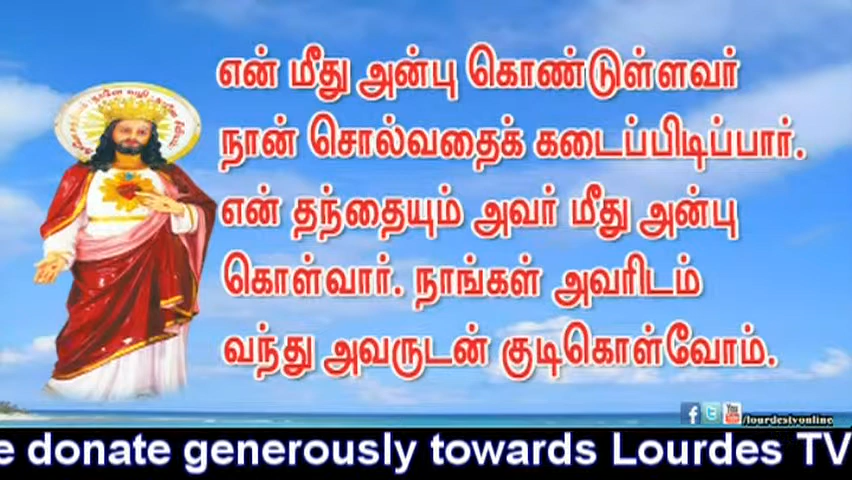 என் மீது அன்பு கொண்டுள்ளவர்
நான் சொல்வதைக் கடைப்பிடிப்பார்.
என் தந்தையும் அவர் மீது அன்பு
கொள்வார். நாங்கள் அவரிடம்
வந்து அவருடன் குடிகொள்வோம்.
You
/lourdestvonline
e donate generously towards Lourdes TV